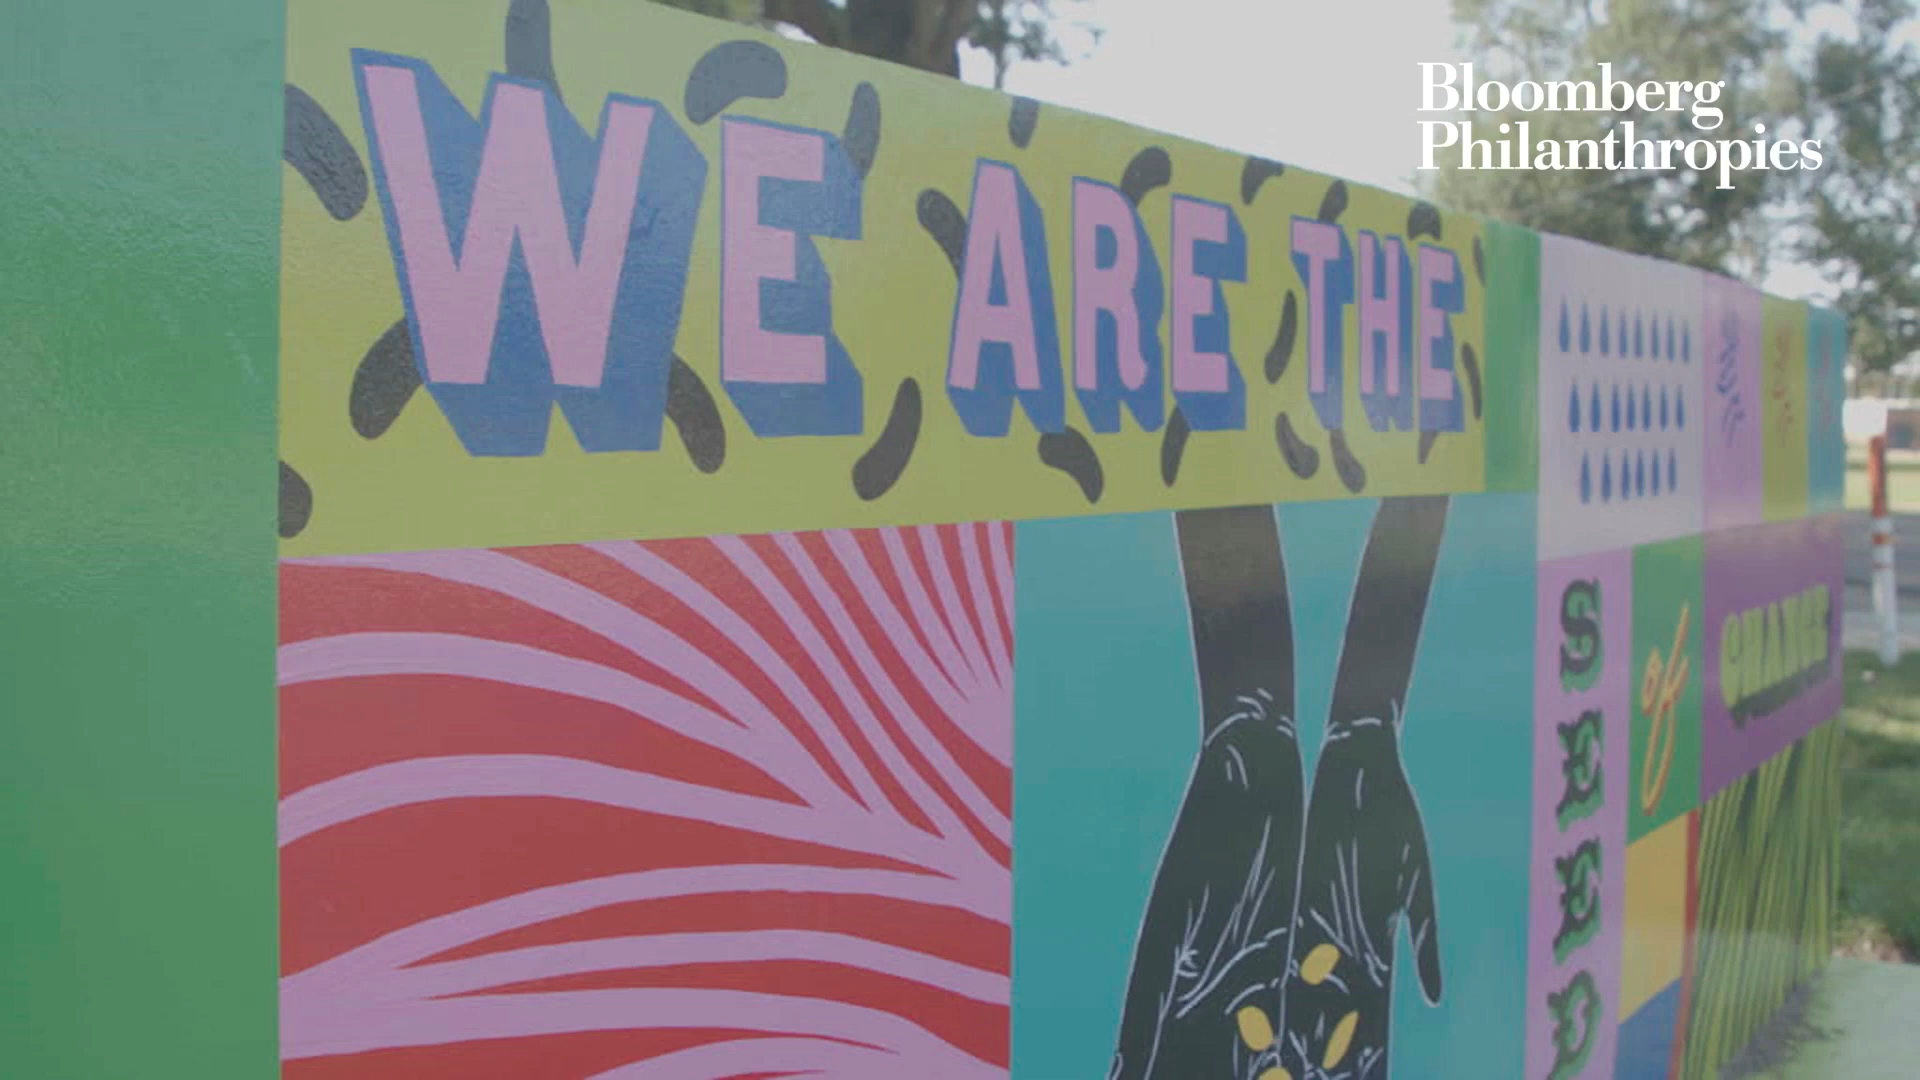 Bloomberg
Philanthropies
WE ARE THE
SEEDS
of
CHANGE